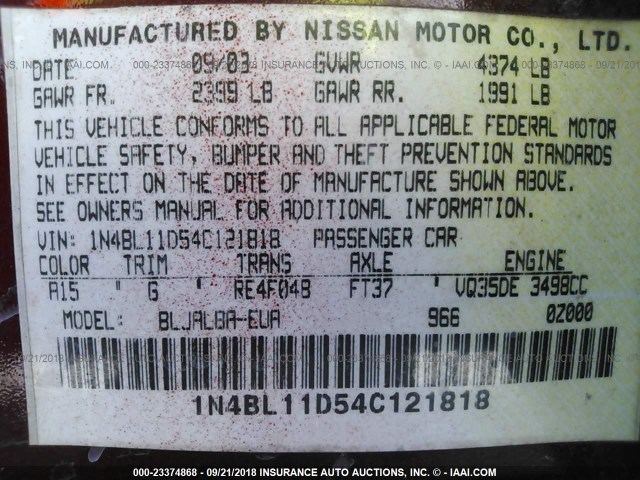 MANUFACTURED BY NISSAN MOTOR CO., LTD.
DATE 09/03 GVWR 4374 LB
GAWR FR. 2399 LB GAWR RR. 1991 LB
THIS VEHICLE CONFORMS TO ALL APPLICABLE FEDERAL MOTOR
VEHICLE SAFETY, BUMPER AND THEFT PREVENTION STANDARDS
IN EFFECT ON THE DATE OF MANUFACTURE SHOWN ABOVE.
SEE OWNERS MANUAL FOR ADDITIONAL INFORMATION
VIN: 1N4BL11D54C121818 PASSENGER CAR
COLOR TRIM TRANS AXLE ENGINE
A15 G RE4F04B FT37 VQ35DE 3498CC
MODEL: BLJALBA-EUA 966 0Z000
1N4BL11D54C121818
000-23374868 - 09/21/2018 INSURANCE AUTO AUCTIONS, INC. - © - IAAI.COM